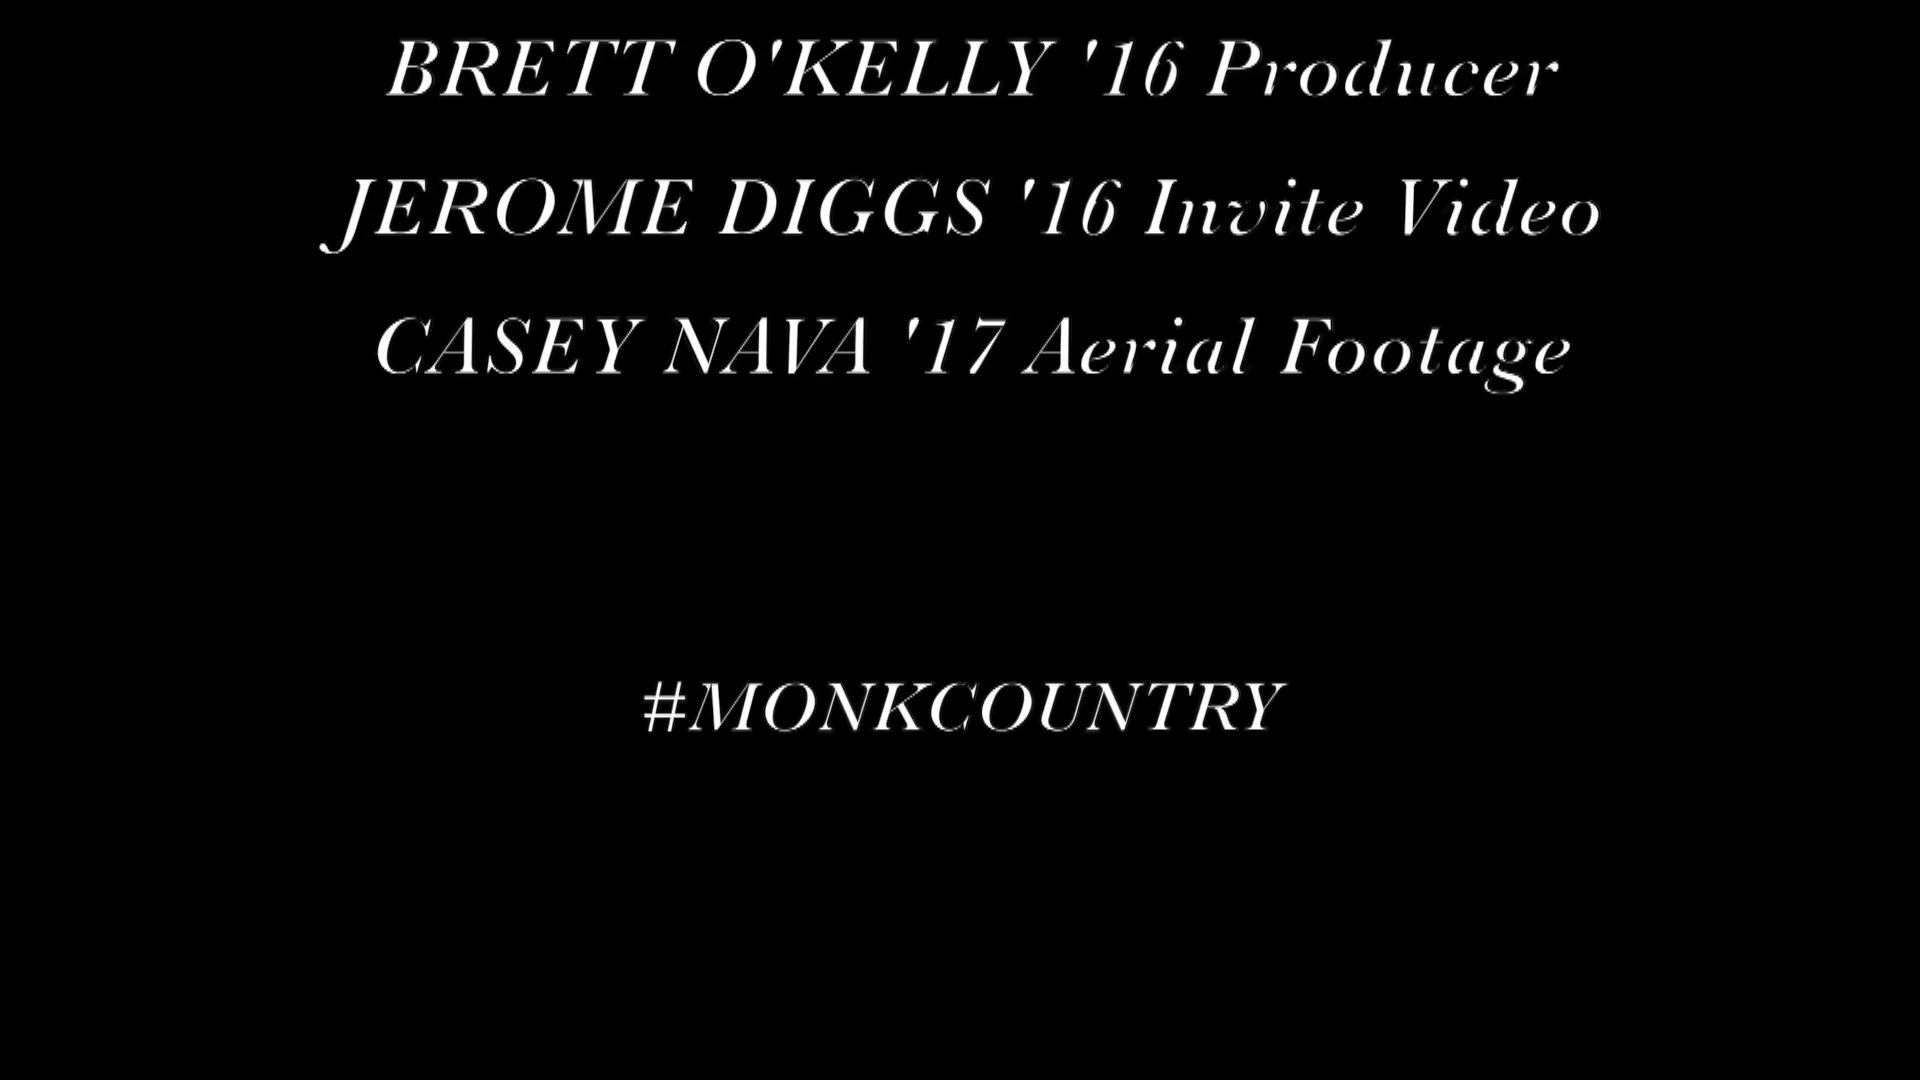 BRETT O'KELLY '16 Producer
JEROME DIGGS '16 Invite Video
CASEY NAVA '17 Aerial Footage
#MONKCOUNTRY